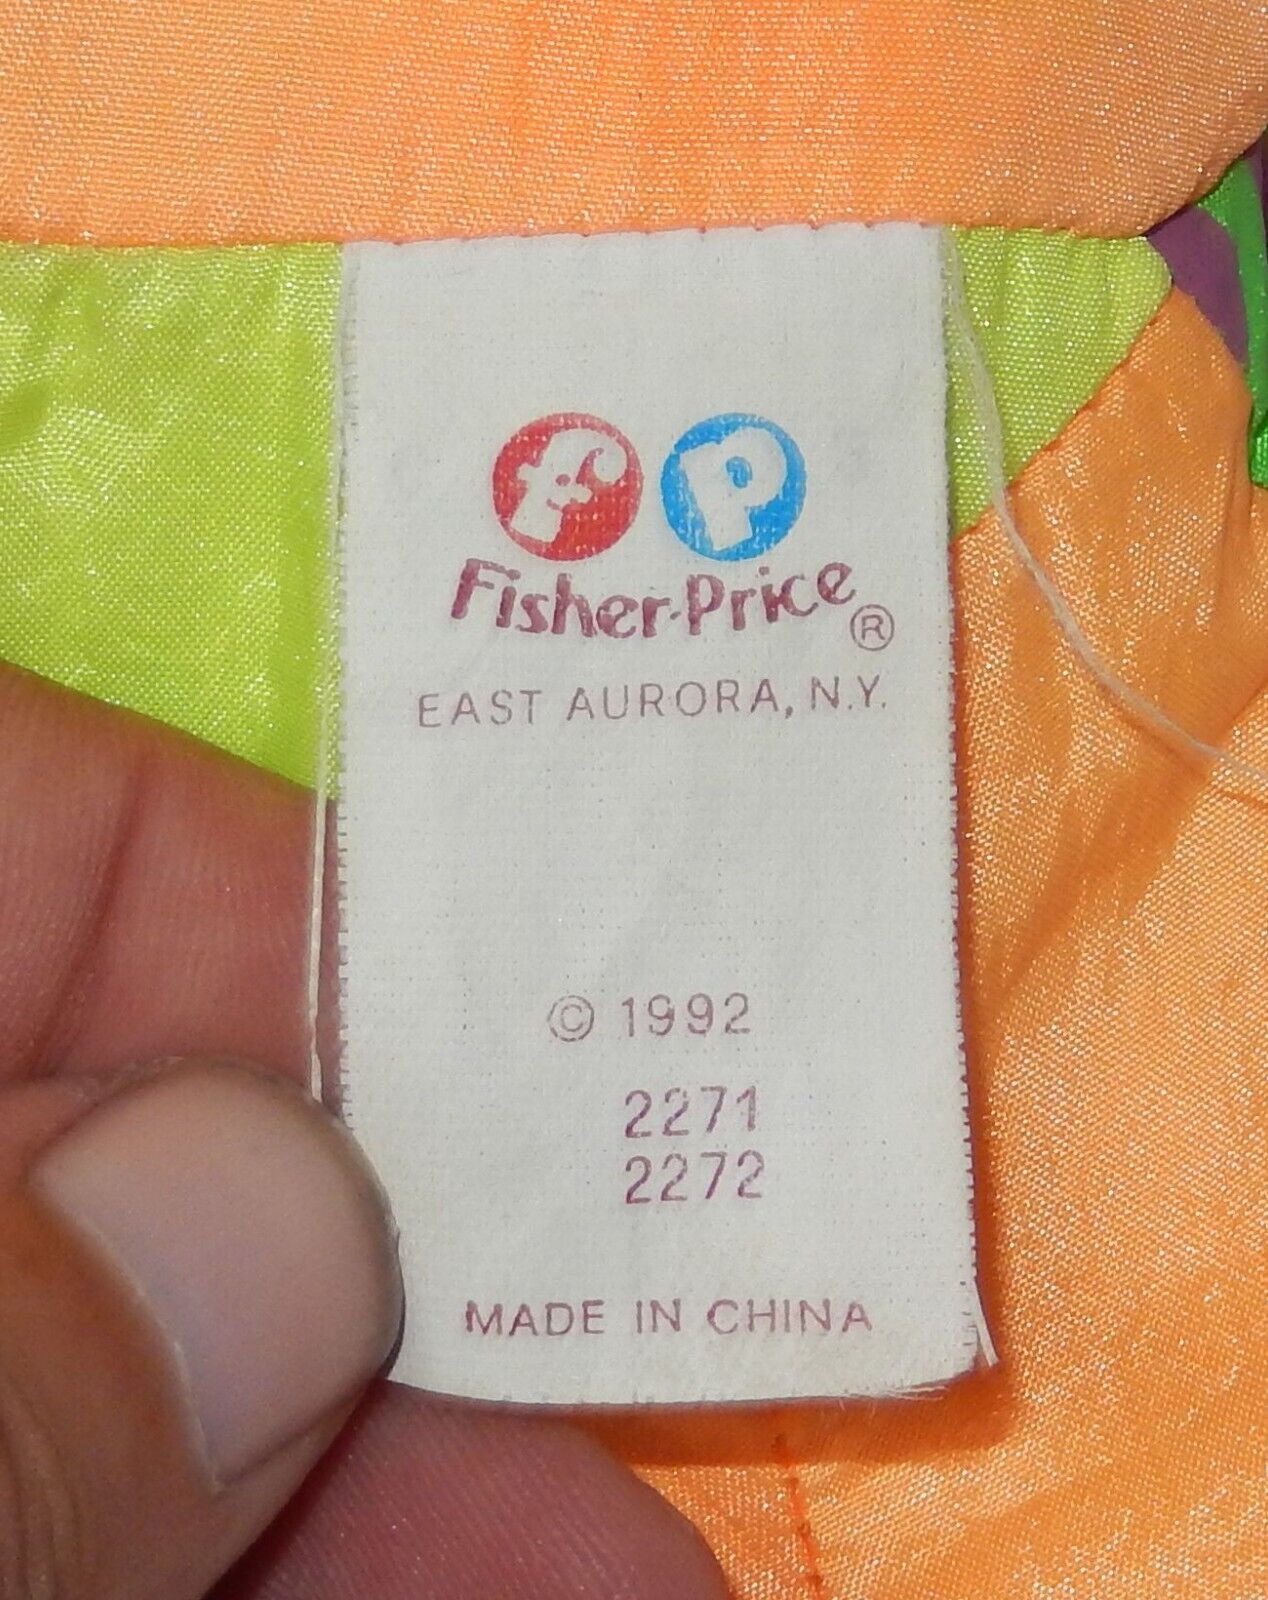 f P
Fisher-Price ®
EAST AURORA, N.Y.
© 1992
2271
2272
MADE IN CHINA